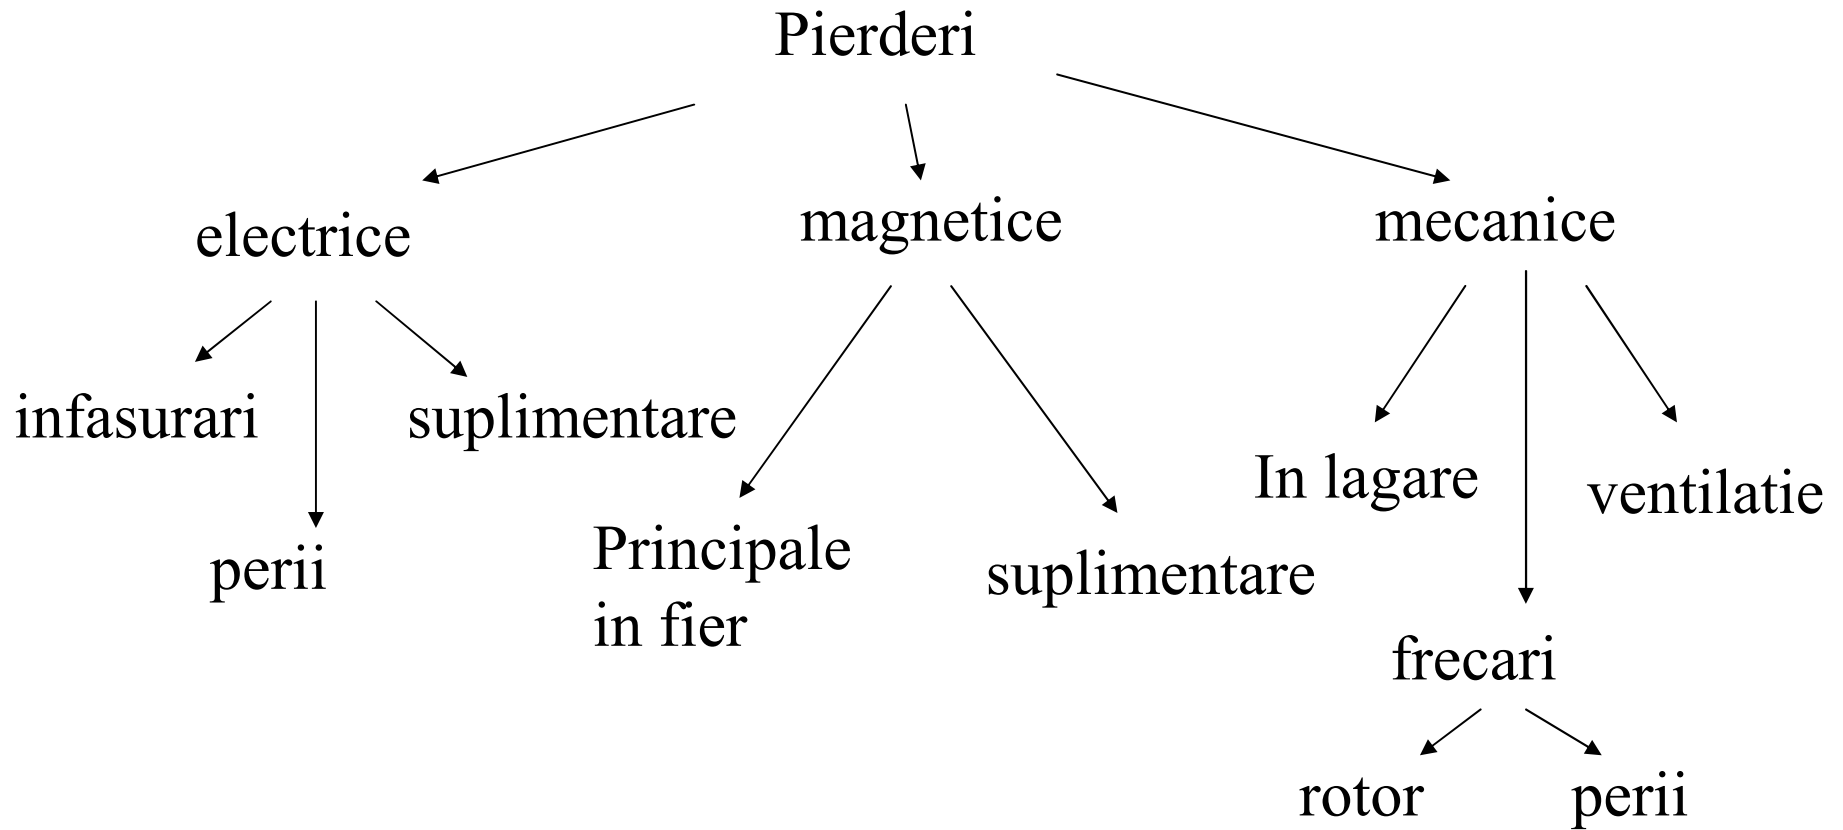 Pierderi
electrice
magnetice
mecanice
infasurari
suplimentare
perii
Principale
in fier
suplimentare
In lagare
ventilatie
frecari
rotor
perii